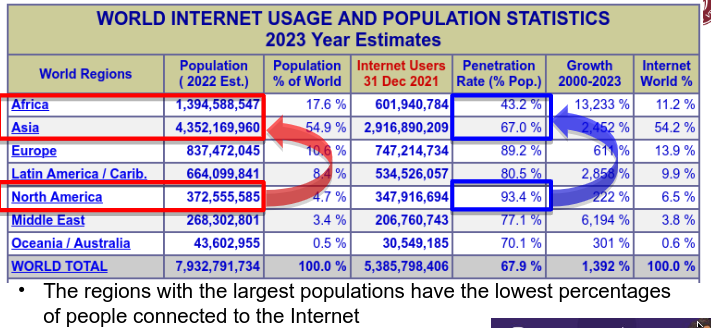 WORLD INTERNET USAGE AND POPULATION STATISTICS
2023 Year Estimates
World Regions Population ( 2022 Est.) Population % of World Internet Users 31 Dec 2021 Penetration Rate (% Pop.) Growth 2000-2023 Internet World %
Africa 1,394,588,547 17.6 % 601,940,784 43.2 % 13,233 % 11.2 %
Asia 4,352,169,960 54.9 % 2,916,890,209 67.0 % 2,452 % 54.2 %
Europe 837,472,045 10.6 % 747,214,734 89.2 % 611 % 13.9 %
Latin America / Carib. 664,099,841 8.4 % 534,526,057 80.5 % 2,858 % 9.9 %
North America 372,555,585 4.7 % 347,916,694 93.4 % 222 % 6.5 %
Middle East 268,302,801 3.4 % 206,760,743 77.1 % 6,194 % 3.8 %
Oceania / Australia 43,602,955 0.5 % 30,549,185 70.1 % 301 % 0.6 %
WORLD TOTAL 7,932,791,734 100.0 % 5,385,798,406 67.9 % 1,392 % 100.0 %
• The regions with the largest populations have the lowest percentages
of people connected to the Internet